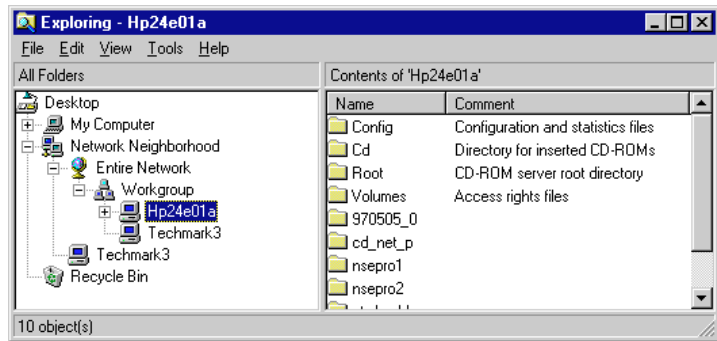 Exploring - Hp24e01a
File Edit View Tools Help
All Folders
Contents of 'Hp24e01a'
Desktop
My Computer
Network Neighborhood
Entire Network
Workgroup
Hp24e01a
Techmark3
Techmark3
Recycle Bin
Name Comment
Config Configuration and statistics files
Cd Directory for inserted CD-ROMs
Root CD-ROM server root directory
Volumes Access rights files
970505_0
cd_net_p
nsepro1
nsepro2
10 object(s)